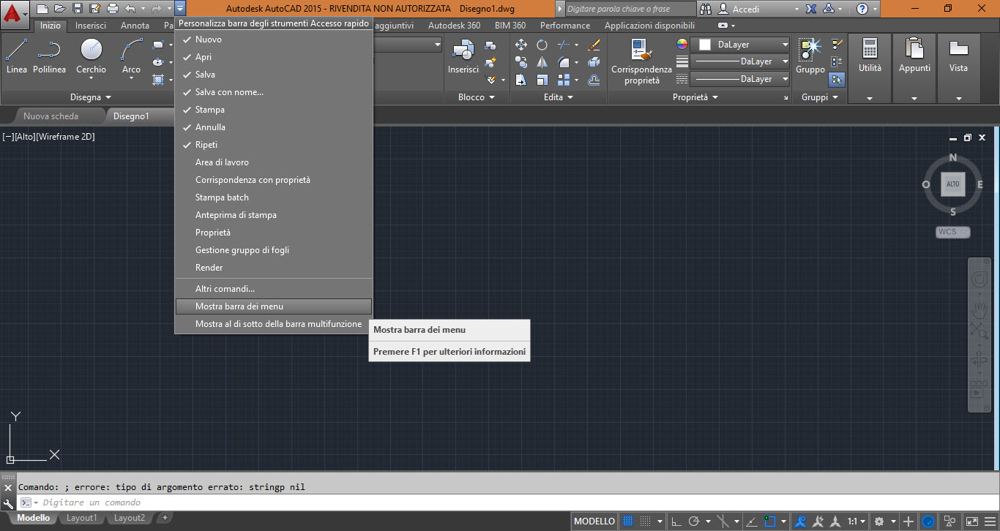 Autodesk AutoCAD 2015 - RIVENDITA NON AUTORIZZATA Disegno1.dwg
Digitare parola chiave o frase
Accedi
Inizio Inserisci Annota Pa
aggiuntivi Autodesk 360 BIM 360 Performance Applicazioni disponibili
Personalizza barra degli strumenti Accesso rapido
Nuovo
Apri
Salva
Salva con nome...
Stampa
Annulla
Ripeti
Area di lavoro
Corrispondenza con proprietà
Stampa batch
Anteprima di stampa
Proprietà
Gestione gruppo di fogli
Render
Altri comandi...
Mostra barra dei menu
Mostra al di sotto della barra multifunzione
Mostra barra dei menu
Premere F1 per ulteriori informazioni
Linea Polilinea Cerchio Arco
Disegna
Inserisci
Blocco
Edita
Corrispondenza
proprietà
DaLayer
DaLayer
DaLayer
Proprietà
Gruppo
Gruppi
Utilità
Appunti
Vista
Nuova scheda Disegno1
[−][Alto][Wireframe 2D]
N
O ALTO E
S
WCS
Y
X
Comando: ; errore: tipo di argomento errato: stringp nil
Digitare un comando
Modello Layout1 Layout2
MODELLO
1:1